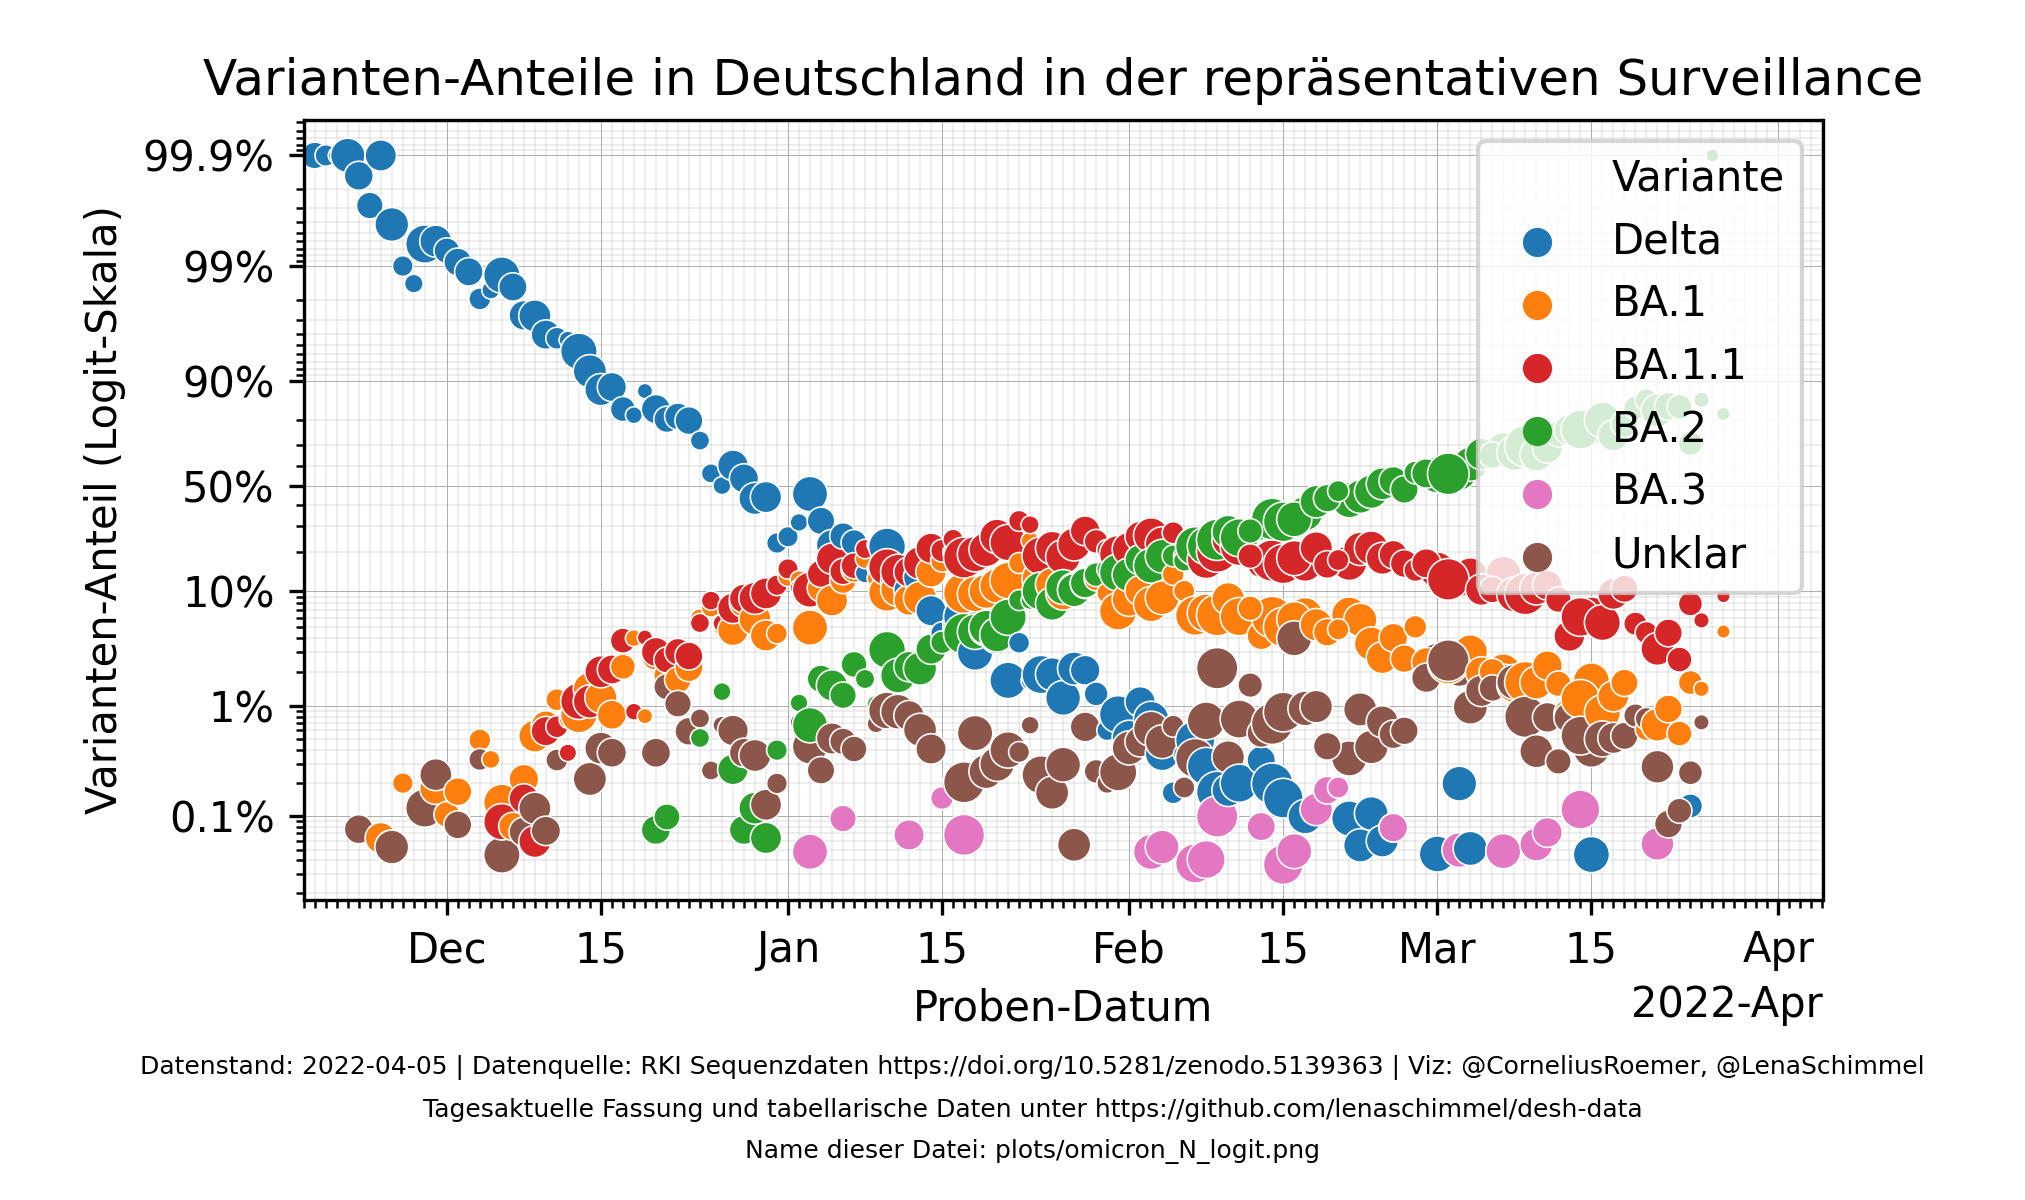 Varianten-Anteile in Deutschland in der repräsentativen Surveillance
Varianten-Anteil (Logit-Skala)
99.9%
99%
90%
50%
10%
1%
0.1%
Variante
Delta
BA.1
BA.1.1
BA.2
BA.3
Unklar
Dec 15 Jan 15 Feb 15 Mar 15 Apr
Proben-Datum
2022-Apr
Datenstand: 2022-04-05 | Datenquelle: RKI Sequenzdaten https://doi.org/10.5281/zenodo.5139363 | Viz: @CorneliusRoemer, @LenaSchimmel
Tagesaktuelle Fassung und tabellarische Daten unter https://github.com/lenaschimmel/desh-data
Name dieser Datei: plots/omicron_N_logit.png